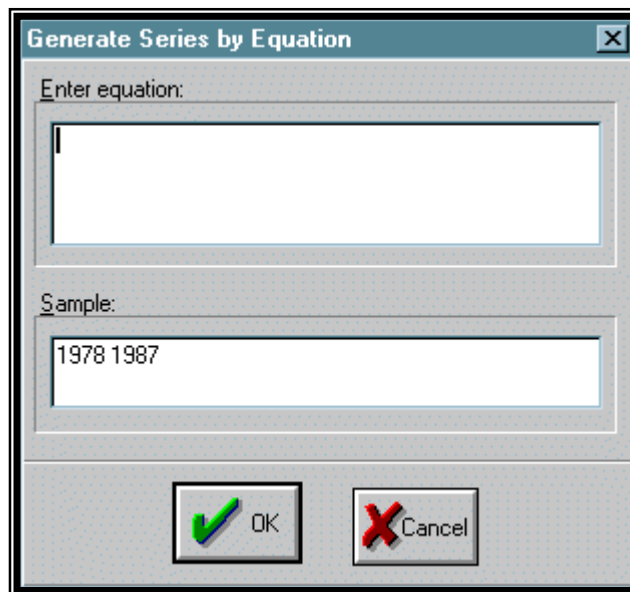 Generate Series by Equation
Enter equation:
Sample:
1978 1987
OK
Cancel